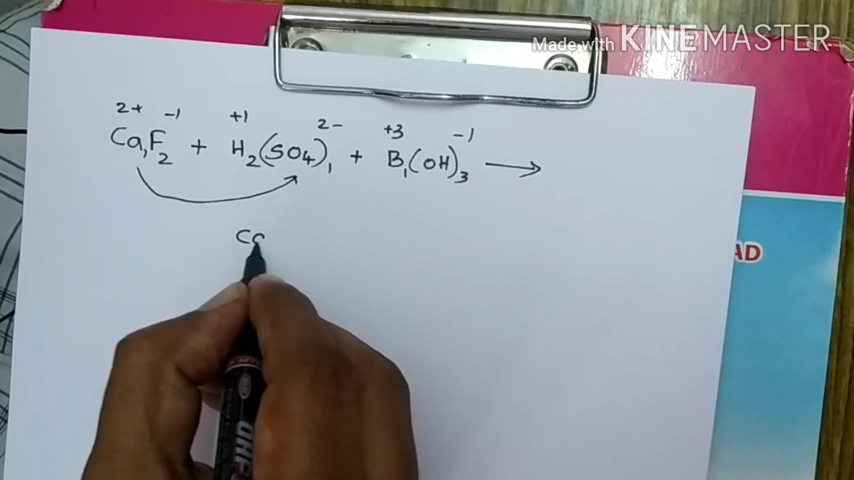 Made with KINEMASTER
2+ -1 +1 2- +3 -1
Ca₁F₂ + H₂(SO₄)₁ + B₁(OH)₃ ⟶
AD
Ca